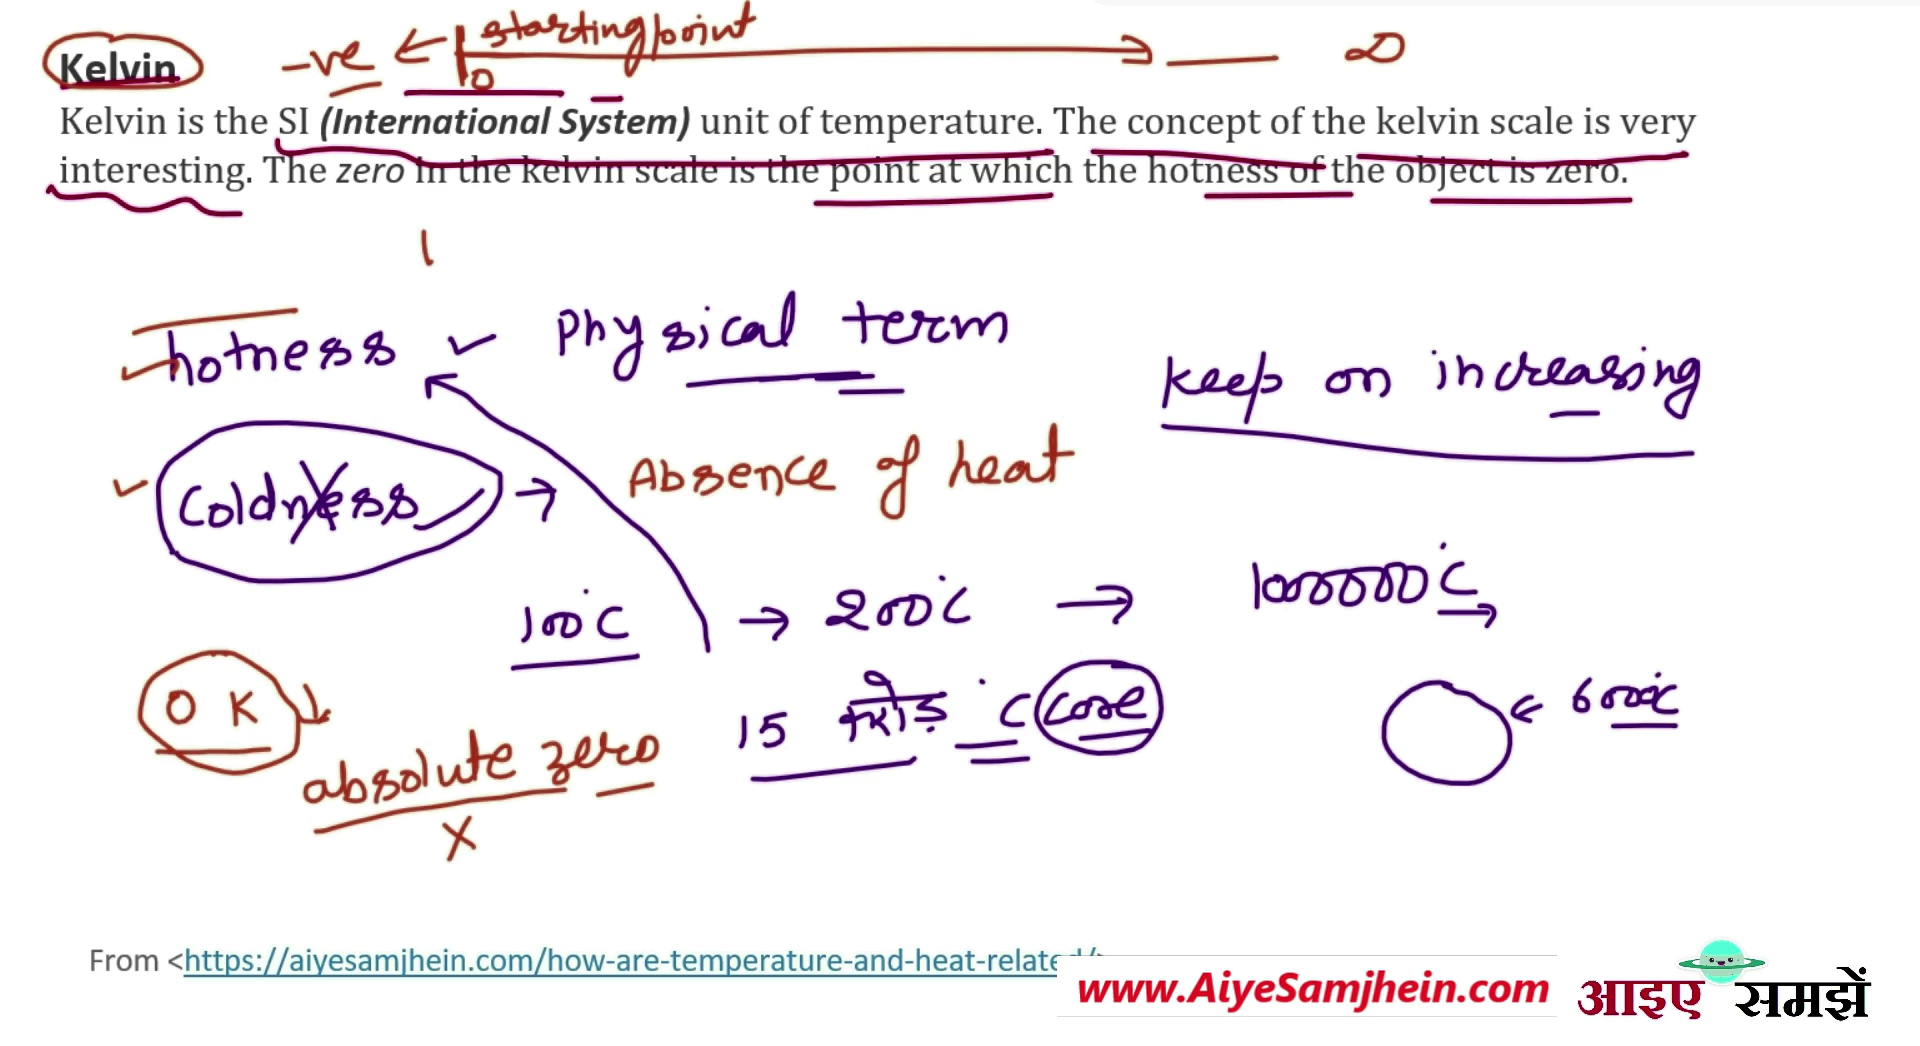 -ve ← 0 starting point → ∞
Kelvin
Kelvin is the SI (International System) unit of temperature. The concept of the kelvin scale is very
interesting. The zero in the kelvin scale is the point at which the hotness of the object is zero.
hotness ✓ Physical term
Keep on increasing
Coldness → Absence of heat
100°C → 200°C → 1000000°C →
0 K
15 °C core
← 6000°C
absolute zero
X
From <https://aiyesamjhein.com/how-are-temperature-and-heat-related/>
www.AiyeSamjhein.com
आइए समझें